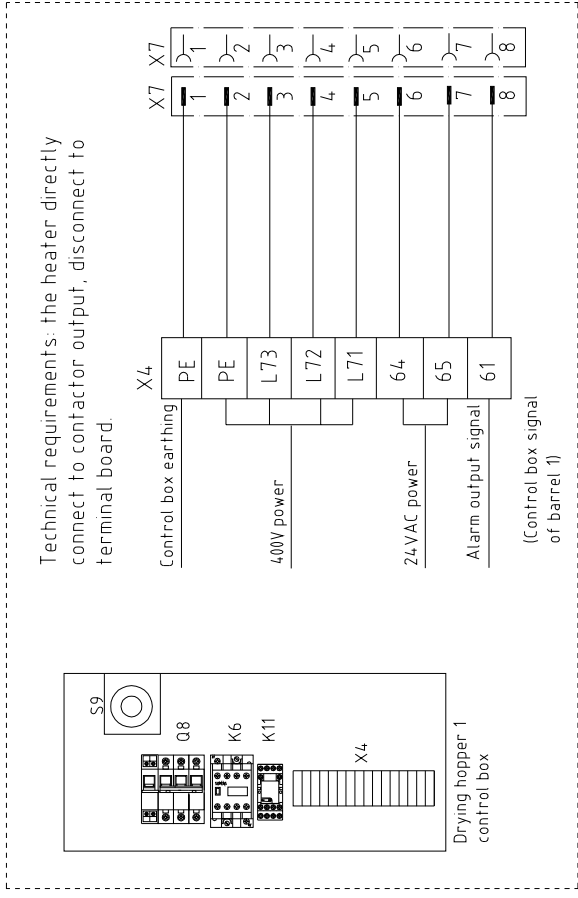 Technical requirements: the heater directly
connect to contactor output, disconnect to
terminal board.
X4
X7
X7
Control box earthing
PE
1
1
PE
2
2
400V power
L73
3
3
L72
4
4
L71
5
5
24VAC power
64
6
6
65
7
7
Alarm output signal
61
8
8
(Control box signal
of barrel 1)
S9
Q8
K6
K11
X4
Drying hopper 1
control box